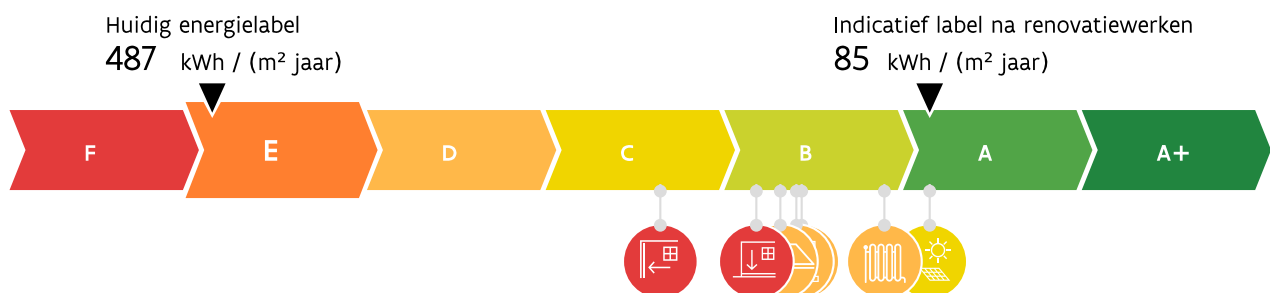 Huidig energielabel
487 kWh / (m² jaar)
Indicatief label na renovatiewerken
85 kWh / (m² jaar)
F E D C B A A+